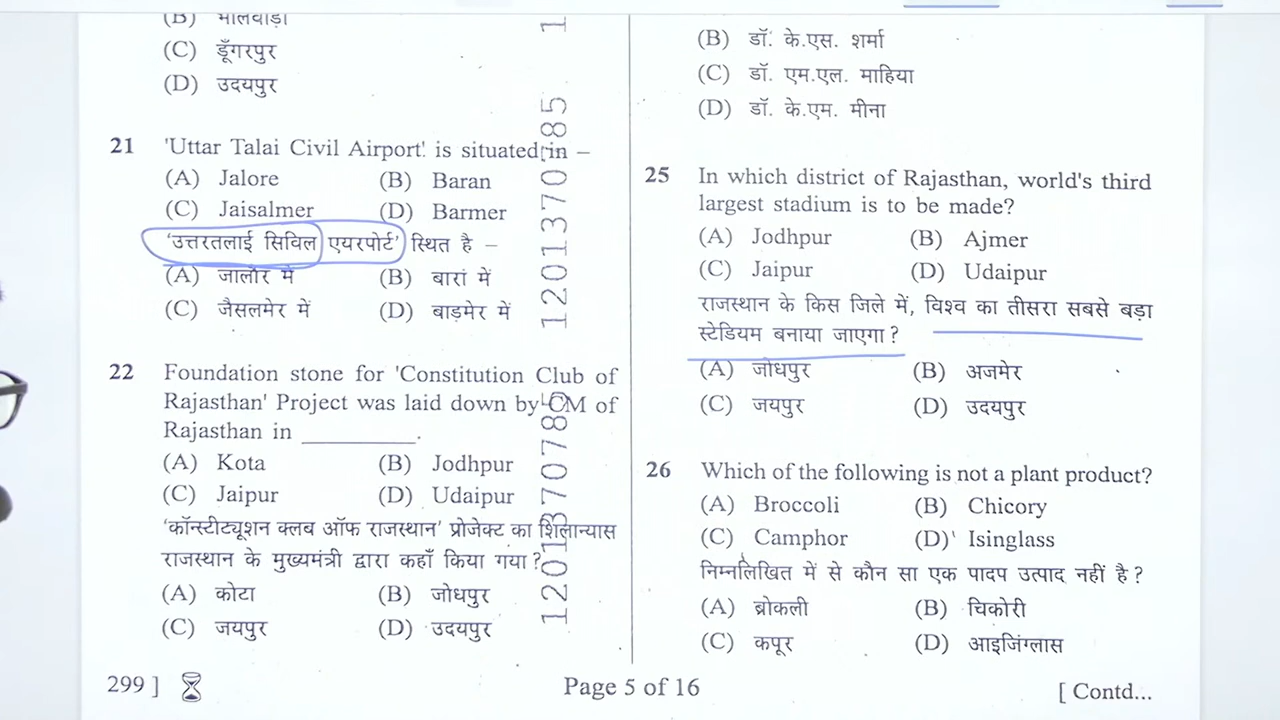 (B) भीलवाड़ा
(C) डूँगरपुर
(D) उदयपुर
21 'Uttar Talai Civil Airport' is situated in –
(A) Jalore (B) Baran
(C) Jaisalmer (D) Barmer
'उत्तरतलाई सिविल एयरपोर्ट' स्थित है –
(A) जालौर में (B) बारां में
(C) जैसलमेर में (D) बाड़मेर में
22 Foundation stone for 'Constitution Club of
Rajasthan' Project was laid down by CM of
Rajasthan in ________.
(A) Kota (B) Jodhpur
(C) Jaipur (D) Udaipur
'कॉन्स्टीट्यूशन क्लब ऑफ राजस्थान' प्रोजेक्ट का शिलान्यास
राजस्थान के मुख्यमंत्री द्वारा कहाँ किया गया ?
(A) कोटा (B) जोधपुर
(C) जयपुर (D) उदयपुर
(B) डॉ. के.एस. शर्मा
(C) डॉ. एम.एल. माहिया
(D) डॉ. के.एम. मीना
25 In which district of Rajasthan, world's third
largest stadium is to be made?
(A) Jodhpur (B) Ajmer
(C) Jaipur (D) Udaipur
राजस्थान के किस जिले में, विश्व का तीसरा सबसे बड़ा
स्टेडियम बनाया जाएगा ?
(A) जोधपुर (B) अजमेर
(C) जयपुर (D) उदयपुर
26 Which of the following is not a plant product?
(A) Broccoli (B) Chicory
(C) Camphor (D) Isinglass
निम्नलिखित में से कौन सा एक पादप उत्पाद नहीं है ?
(A) ब्रोकली (B) चिकोरी
(C) कपूर (D) आइजिंग्लास
299 ] Page 5 of 16 [ Contd...